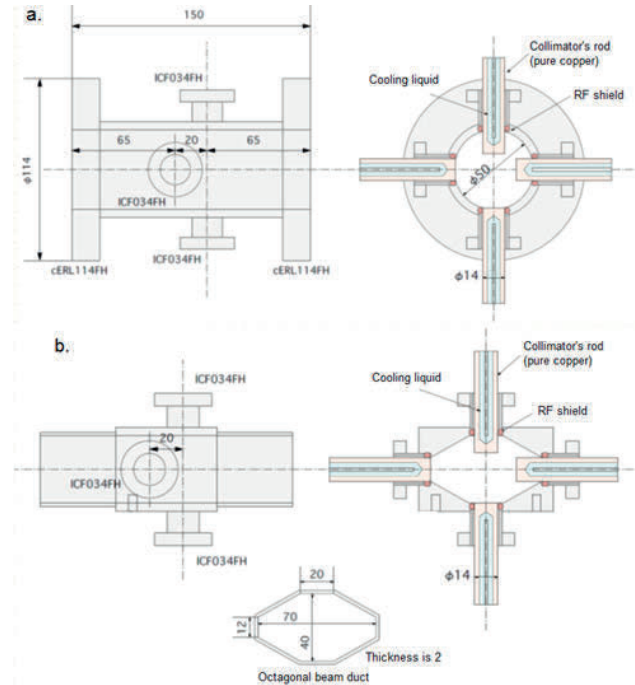 a.
150
ICF034FH
Collimator's rod
(pure copper)
Cooling liquid
RF shield
65
20
65
ϕ114
ϕ50
ICF034FH
ICF034FH
cERL114FH
cERL114FH
ϕ14
b.
ICF034FH
Collimator's rod
(pure copper)
Cooling liquid
RF shield
20
ICF034FH
ICF034FH
ϕ14
20
70
12
40
Thickness is 2
Octagonal beam duct